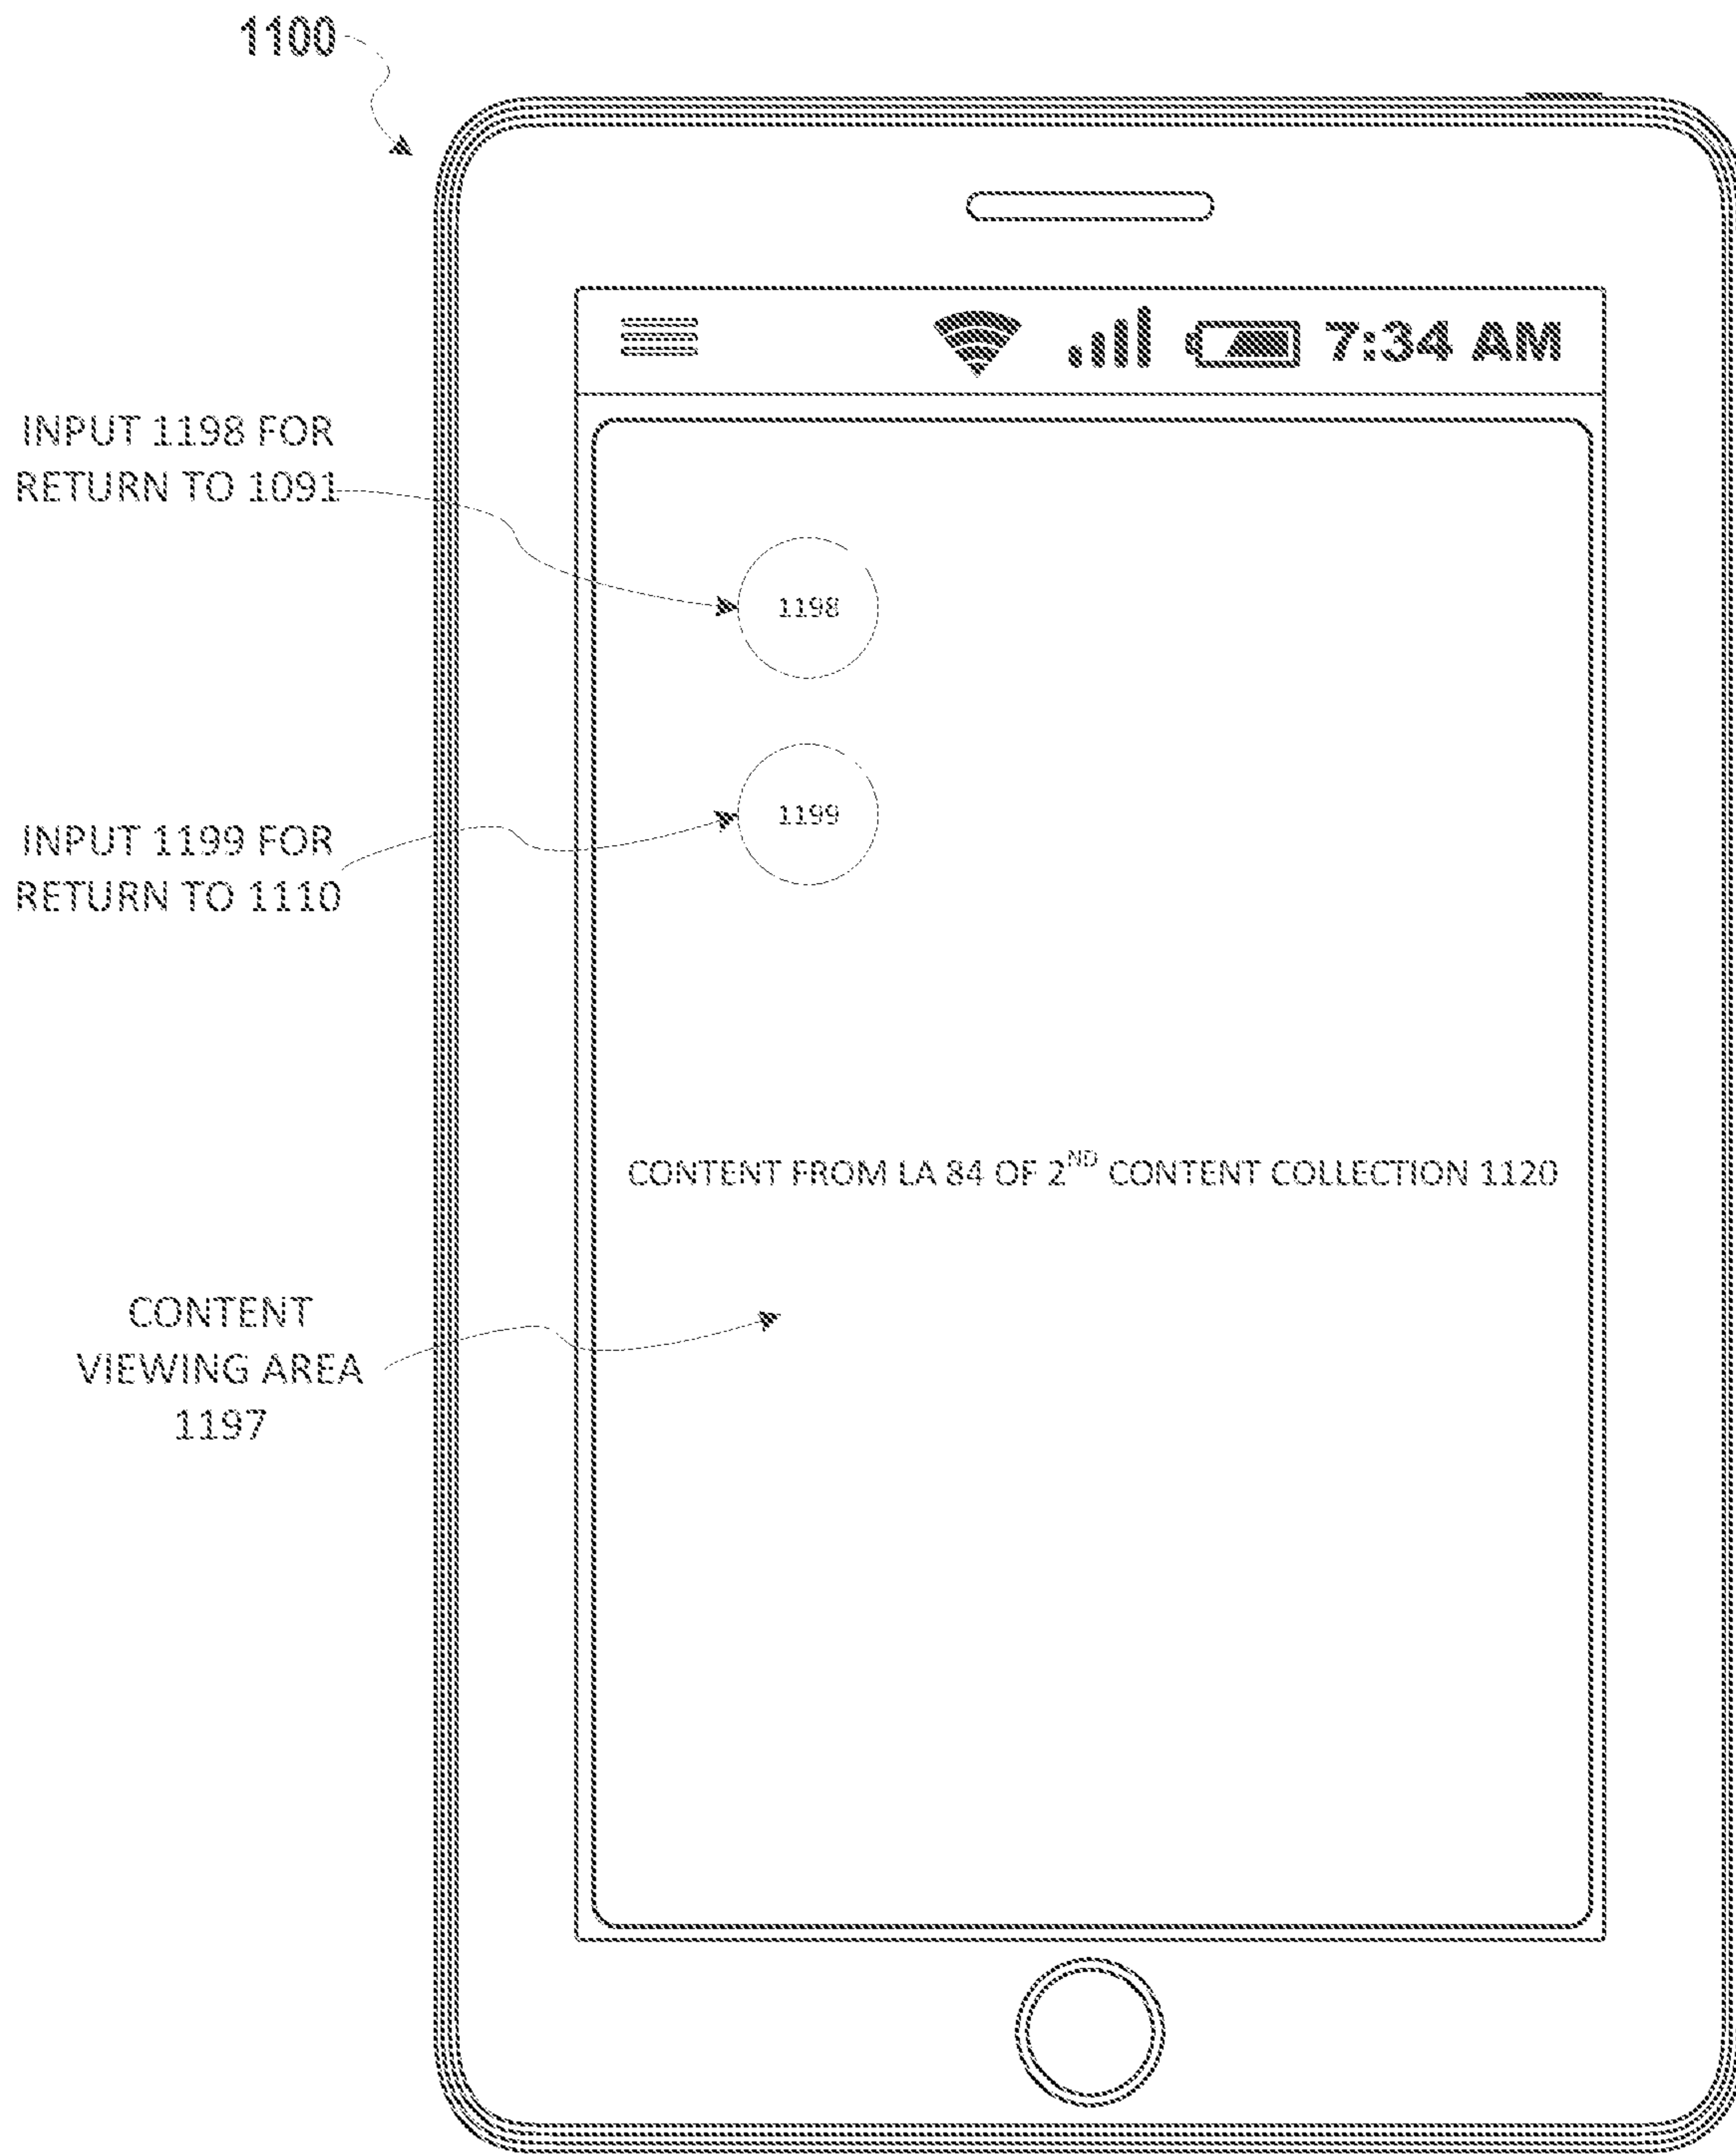 1100
7:34 AM
INPUT 1198 FOR
RETURN TO 1091
1198
1199
INPUT 1199 FOR
RETURN TO 1110
CONTENT FROM LA 84 OF 2ND CONTENT COLLECTION 1120
CONTENT
VIEWING AREA
1197